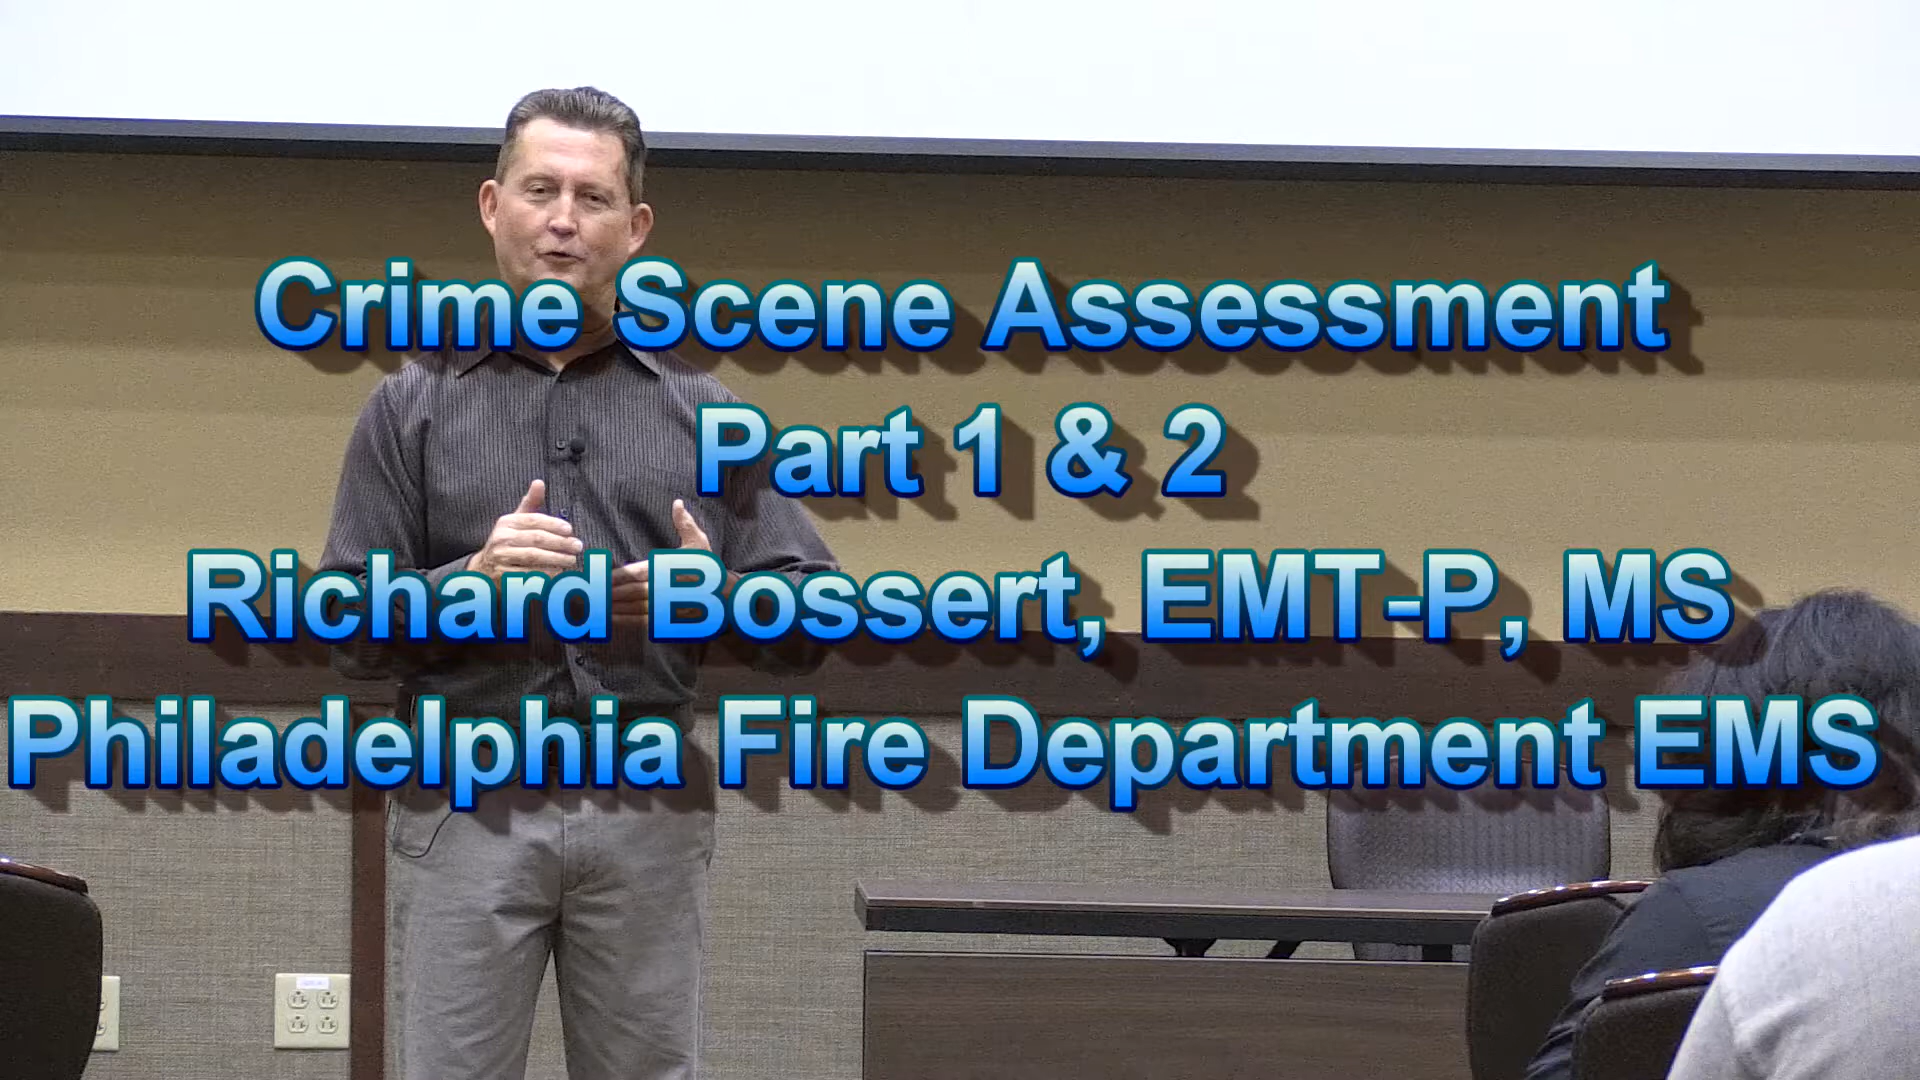 Crime Scene Assessment
Part 1 & 2
Richard Bossert, EMT-P, MS
Philadelphia Fire Department EMS